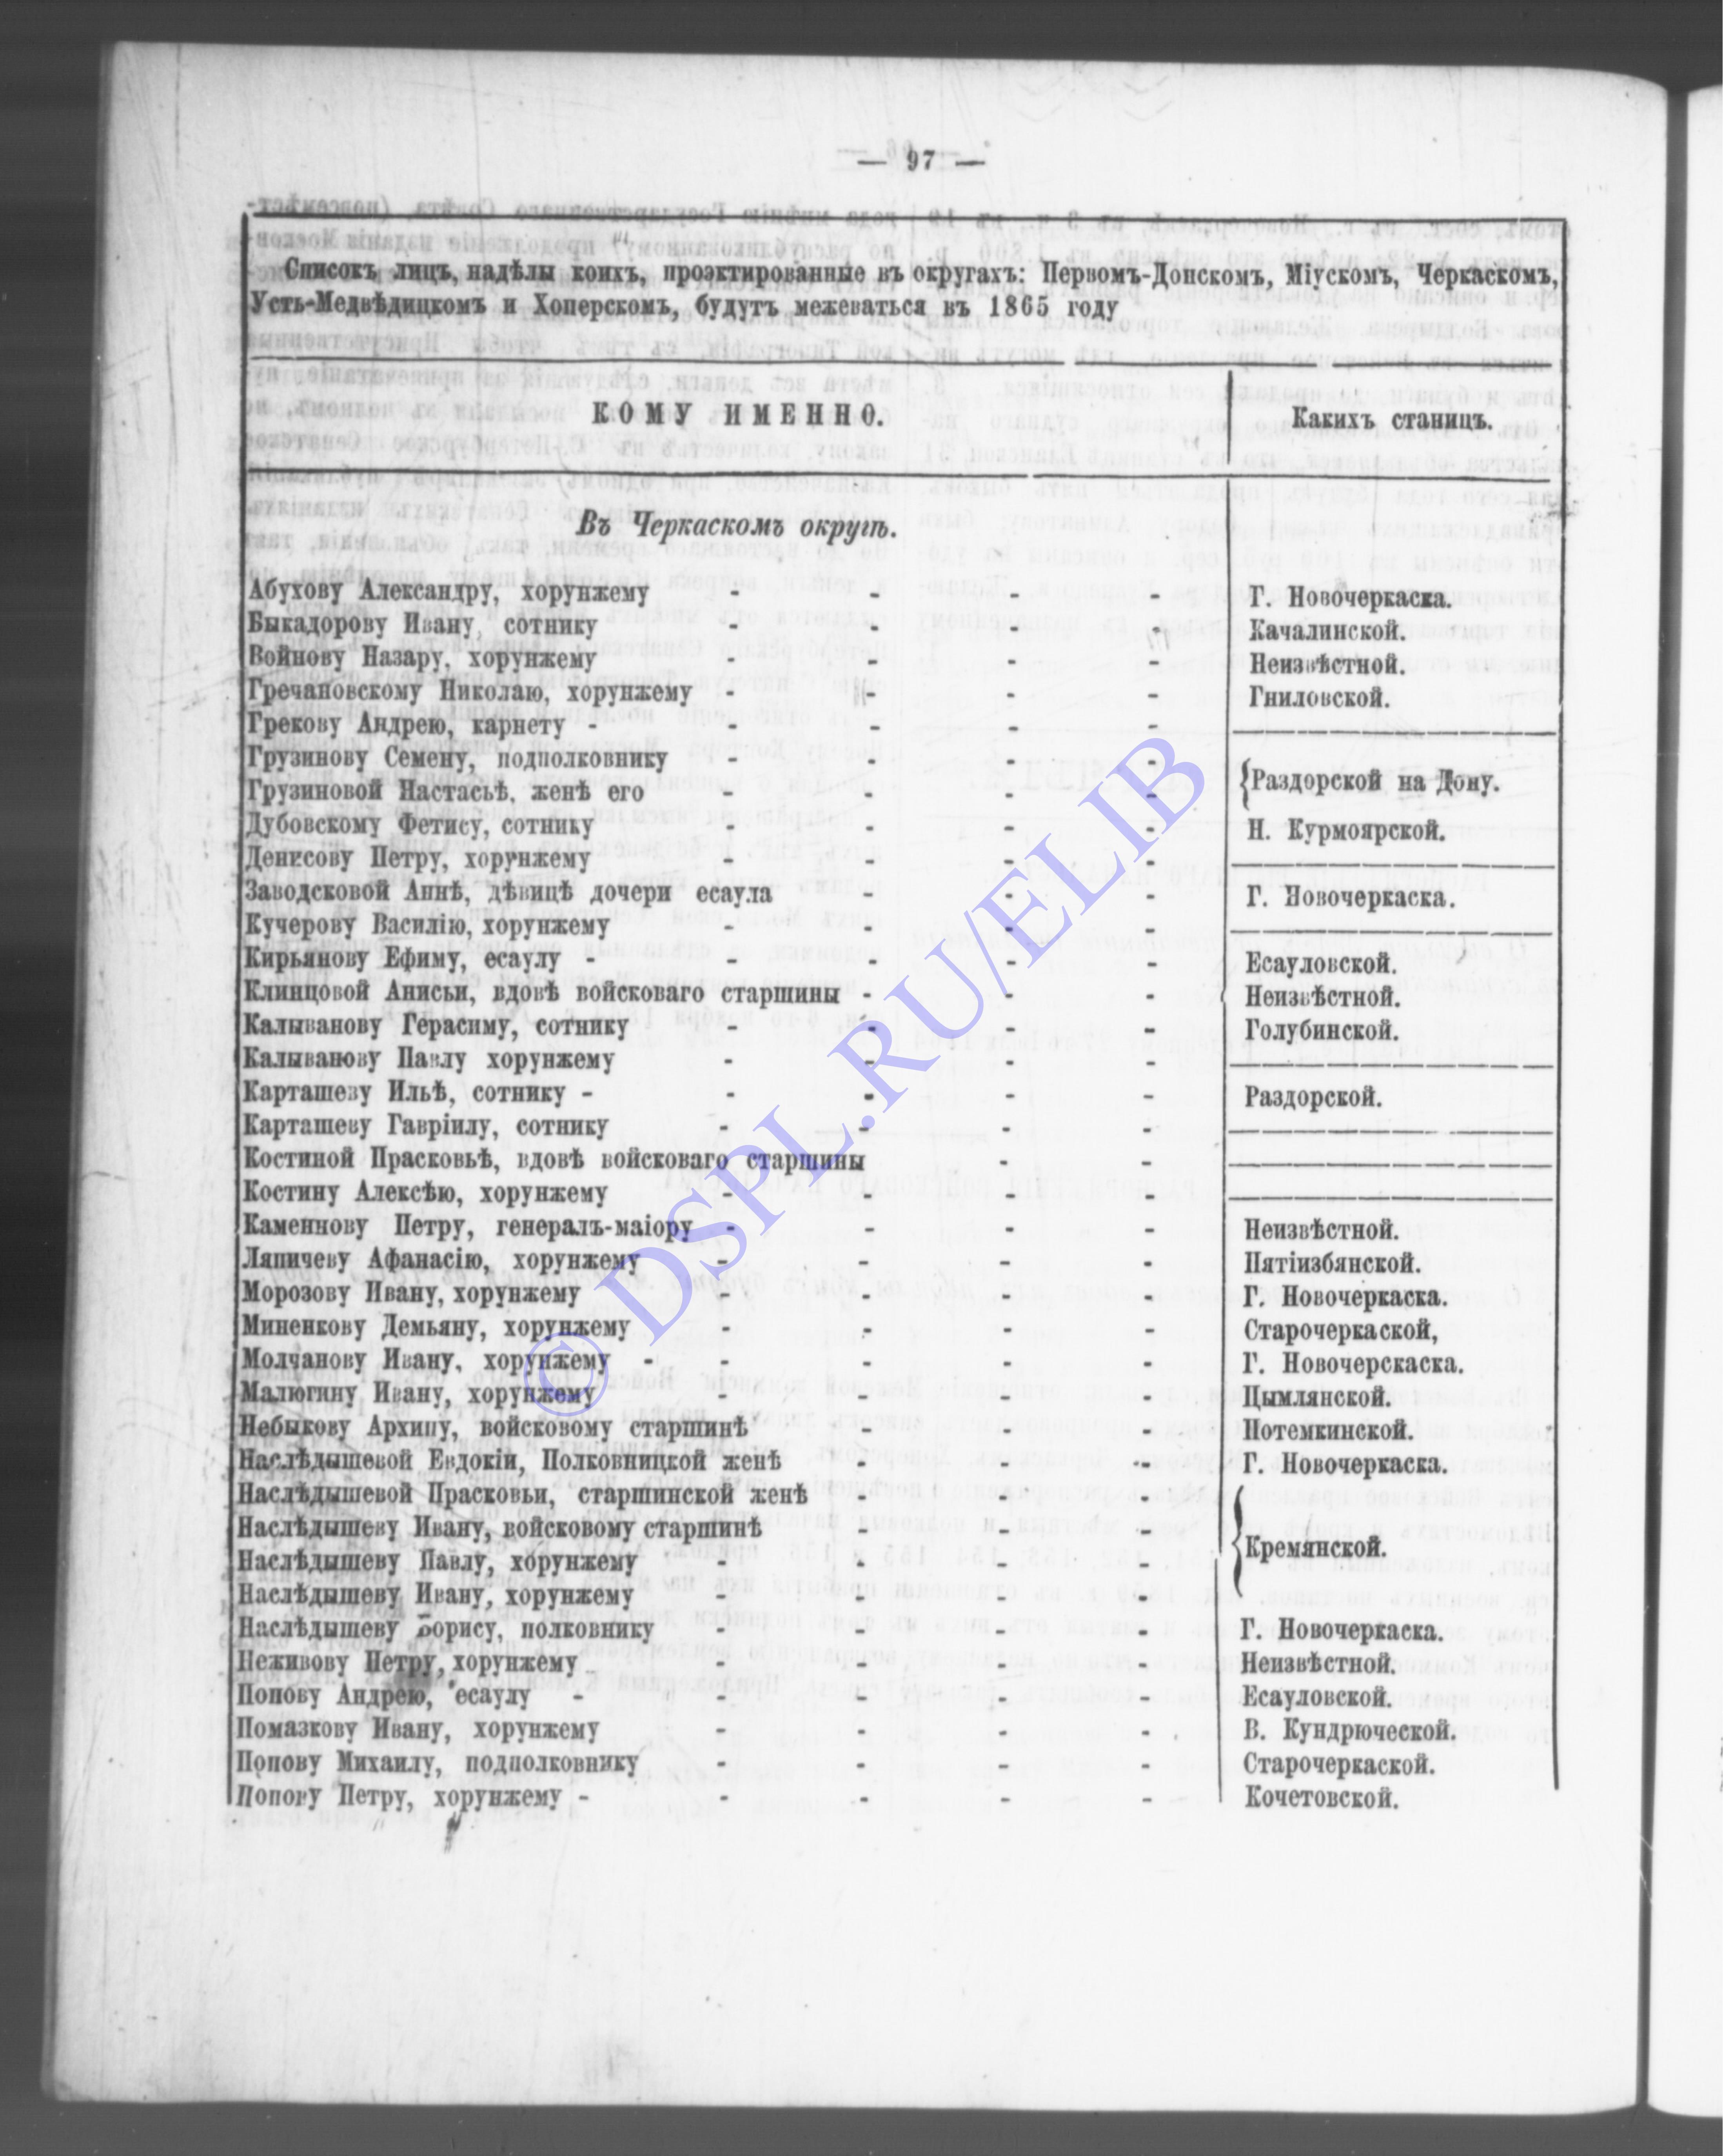 — 97 —
Списокъ лицъ, надѣлы коихъ, проэктированные въ округахъ: Первомъ-Донскомъ, Міускомъ, Черкаскомъ,
Усть-Медвѣдицкомъ и Хоперскомъ, будутъ межеваться въ 1865 году
КОМУ ИМЕННО. Какихъ станицъ.
Въ Черкаскомъ округѣ.
Абухову Александру, хорунжему - - - - Г. Новочеркаска.
Быкадорову Ивану, сотнику - - - - Качалинской.
Войнову Назару, хорунжему - - - - Неизвѣстной.
Гречановскому Николаю, хорунжему - - - - Гниловской.
Грекову Андрею, карнету - - - - - ————
Грузинову Семену, подполковнику - - - -
{Раздорской на Дону.
Грузиновой Настасьѣ, женѣ его - - - -
Дубовскому Фетису, сотнику - - - - Н. Курмоярской.
Денисову Петру, хорунжему - - - - ————
Заводсковой Аннѣ, дѣвицѣ дочери есаула - - - Г. Новочеркаска.
Кучерову Василію, хорунжему - - - - ————
Кирьянову Ефиму, есаулу - - - - - Есауловской.
Клинцовой Анисьи, вдовѣ войсковаго старшины - - - Неизвѣстной.
Калыванову Герасиму, сотнику - - - - Голубинской.
Калыванову Павлу хорунжему - - - - ————
Карташеву Ильѣ, сотнику - - - - - Раздорской.
Карташеву Гавріилу, сотнику - - - - ————
Костиной Прасковьѣ, вдовѣ войсковаго старшины - - ————
Костину Алексѣю, хорунжему - - - - ————
Каменнову Петру, генералъ-маіору - - - - Неизвѣстной.
Ляпичеву Афанасію, хорунжему - - - - Пятіизбянской.
Морозову Ивану, хорунжему - - - - Г. Новочеркаска.
Миненкову Демьяну, хорунжему - - - - Старочеркаской,
Молчанову Ивану, хорунжему - - - - - Г. Новочерскаска.
Малюгину Ивану, хорунжему - - - - Цымлянской.
Небыкову Архипу, войсковому старшинѣ - - - Потемкинской.
Наслѣдышевой Евдокіи, Полковницкой женѣ - - - Г. Новочеркаска.
Наслѣдышевой Прасковьи, старшинской женѣ - - -
Наслѣдышеву Ивану, войсковому старшинѣ - - -
{Кремянской.
Наслѣдышеву Павлу, хорунжему - - - -
Наслѣдышеву Ивану, хорунжему - - - -
Наслѣдышеву Борису, полковнику - - - - Г. Новочеркаска.
Неживову Петру, хорунжему - - - - Неизвѣстной.
Попову Андрею, есаулу - - - - - Есауловской.
Помазкову Ивану, хорунжему - - - - В. Кундрюческой.
Попову Михаилу, подполковнику - - - - Старочеркаской.
Попову Петру, хорунжему - - - - - Кочетовской.
© DSPL.RU/ELIB